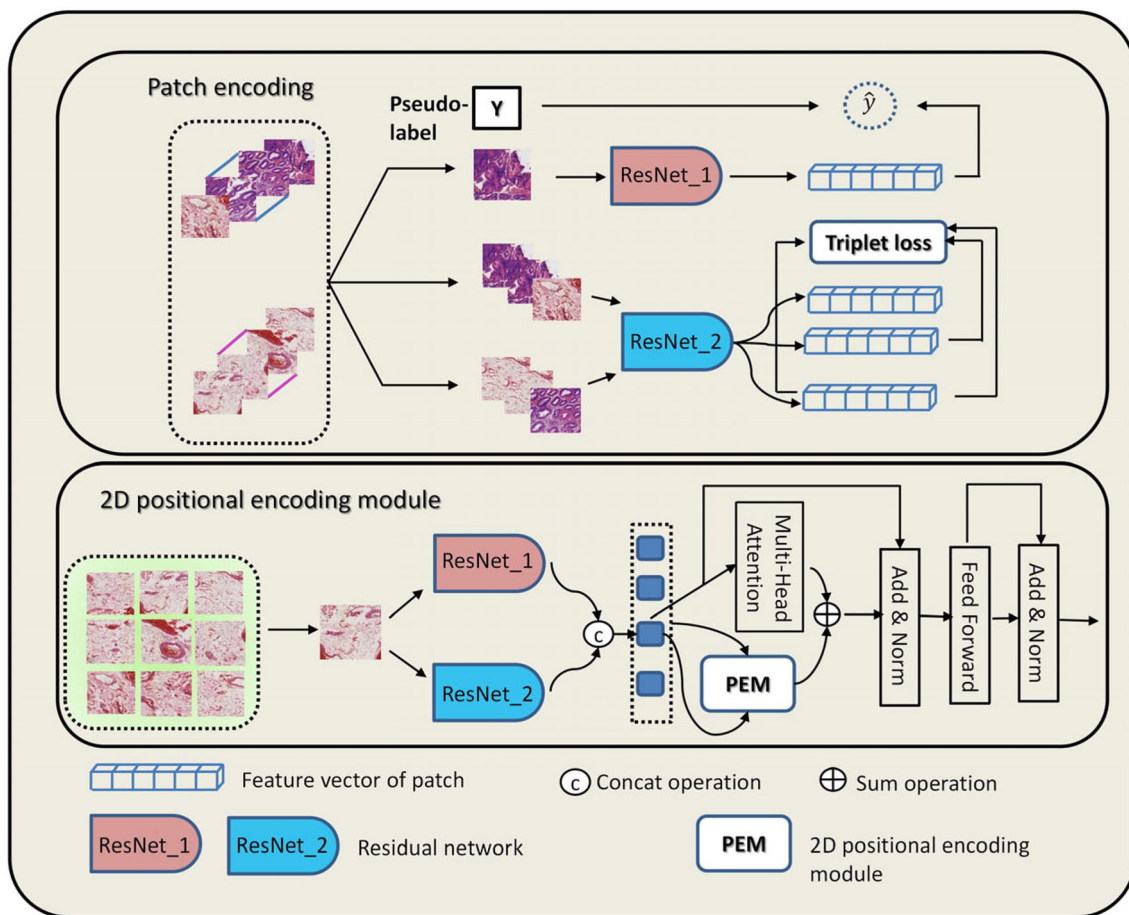 Patch encoding
Pseudo-
label
Y
ŷ
ResNet_1
Triplet loss
ResNet_2
2D positional encoding module
ResNet_1
ResNet_2
c
Multi-Head
Attention
PEM
Add & Norm
Feed Forward
Add & Norm
Feature vector of patch
c
Concat operation
Sum operation
ResNet_1
ResNet_2
Residual network
PEM
2D positional encoding
module